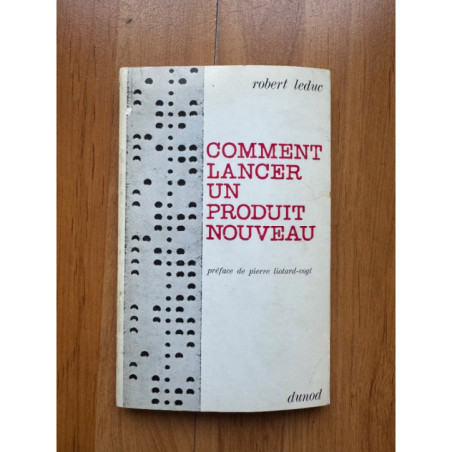 robert leduc
COMMENT
LANCER
UN
PRODUIT
NOUVEAU
préface de pierre liotard-vogt
dunod